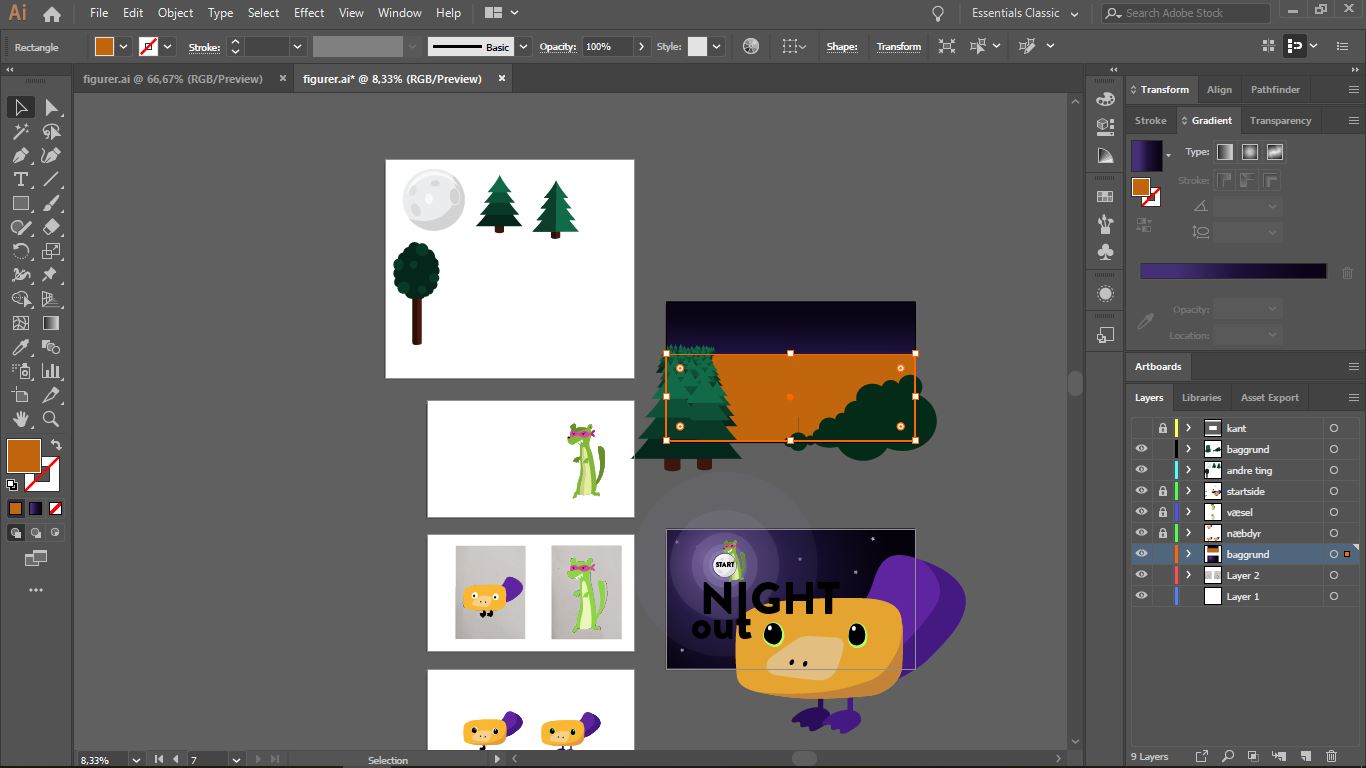 Ai File Edit Object Type Select Effect View Window Help Essentials Classic Search Adobe Stock
Rectangle Stroke: Basic Opacity: 100% Style: Shape: Transform
figurer.ai @ 66,67% (RGB/Preview) × figurer.ai* @ 8,33% (RGB/Preview) ×
Transform Align Pathfinder
Stroke Gradient Transparency
Type:
Stroke:
Opacity:
Location:
Artboards
Layers Libraries Asset Export
kant
baggrund
andre ting
startside
væsel
næbdyr
baggrund
Layer 2
Layer 1
START
NIGHT
out
9 Layers
8,33% 7 Selection